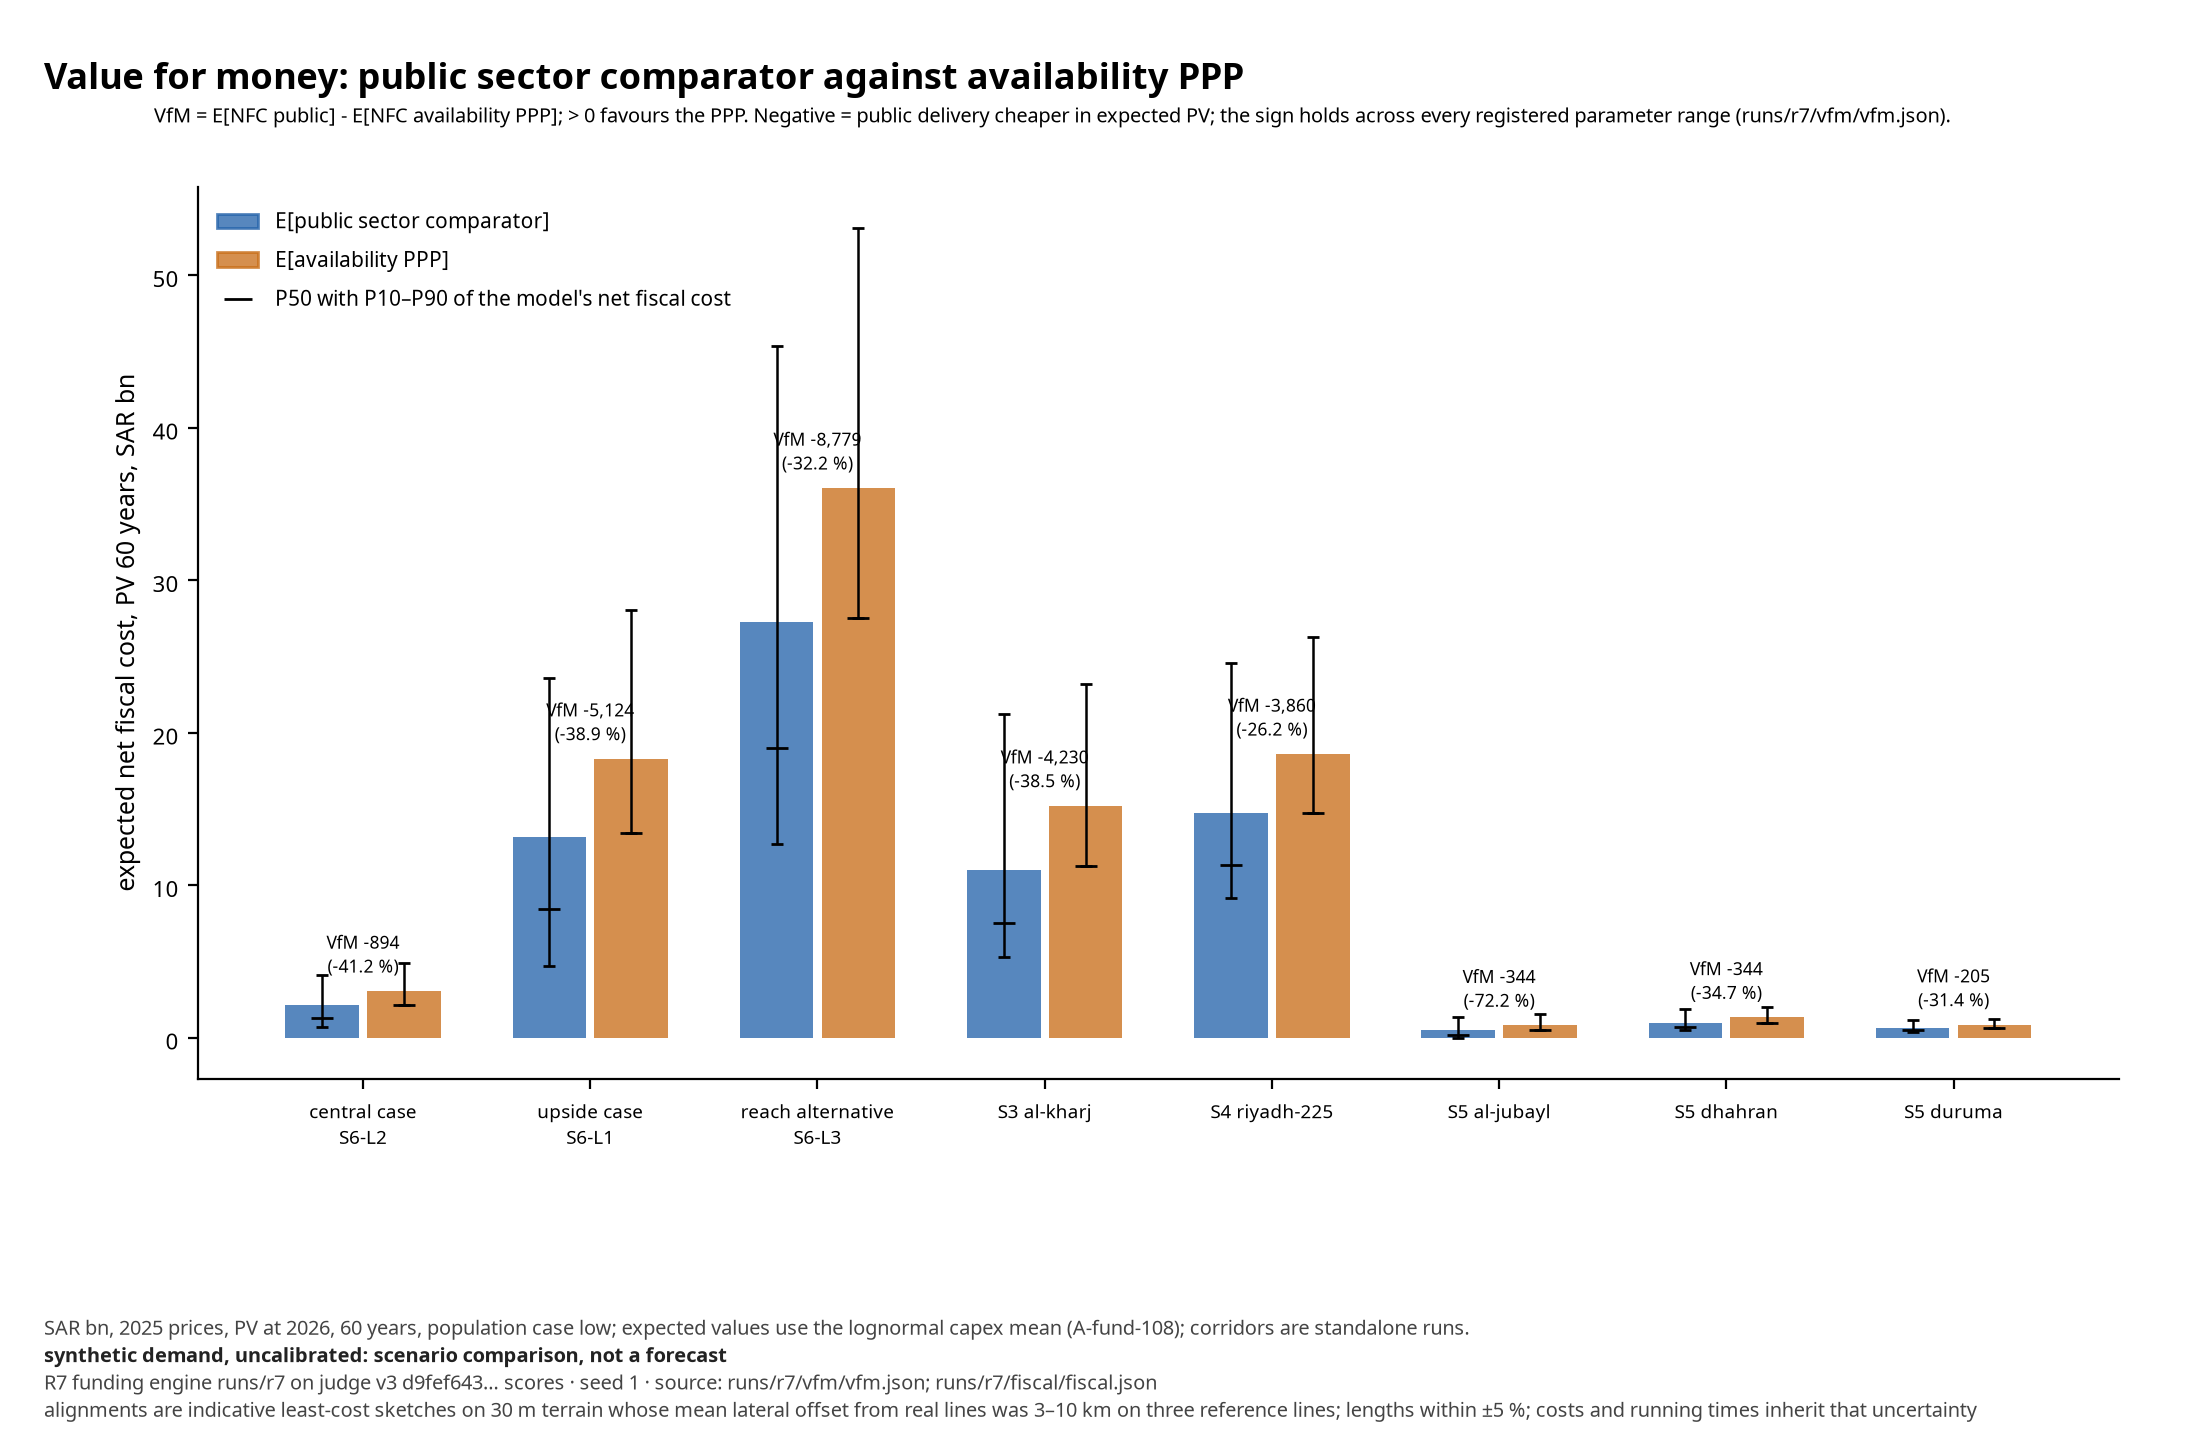 Value for money: public sector comparator against availability PPP
VfM = E[NFC public] - E[NFC availability PPP]; > 0 favours the PPP. Negative = public delivery cheaper in expected PV; the sign holds across every registered parameter range (runs/r7/vfm/vfm.json).
E[public sector comparator]
E[availability PPP]
P50 with P10–P90 of the model's net fiscal cost
expected net fiscal cost, PV 60 years, SAR bn
50
40
30
20
10
0
VfM -894
(-41.2 %)
VfM -5,124
(-38.9 %)
VfM -8,779
(-32.2 %)
VfM -4,230
(-38.5 %)
VfM -3,860
(-26.2 %)
VfM -344
(-72.2 %)
VfM -344
(-34.7 %)
VfM -205
(-31.4 %)
central case
S6-L2
upside case
S6-L1
reach alternative
S6-L3
S3 al-kharj
S4 riyadh-225
S5 al-jubayl
S5 dhahran
S5 duruma
SAR bn, 2025 prices, PV at 2026, 60 years, population case low; expected values use the lognormal capex mean (A-fund-108); corridors are standalone runs.
synthetic demand, uncalibrated: scenario comparison, not a forecast
R7 funding engine runs/r7 on judge v3 d9fef643... scores · seed 1 · source: runs/r7/vfm/vfm.json; runs/r7/fiscal/fiscal.json
alignments are indicative least-cost sketches on 30 m terrain whose mean lateral offset from real lines was 3–10 km on three reference lines; lengths within ±5 %; costs and running times inherit that uncertainty